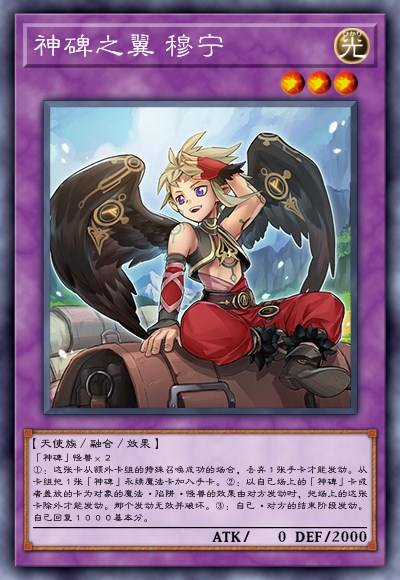 神碑之翼 穆宁
光
【天使族／融合／效果】
「神碑」怪兽×2
①：这张卡从额外卡组的特殊召唤成功的场合，丢弃1张手卡才能发动。从
卡组把1张「神碑」永续魔法卡加入手卡。②：以自己场上的「神碑」卡或
者盖放的卡为对象的魔法·陷阱·怪兽的效果由对方发动时，把场上的这张
卡除外才能发动。那个发动无效并破坏。③：自己·对方的结束阶段发动。
自己回复1000基本分。
ATK/ 0 DEF/2000